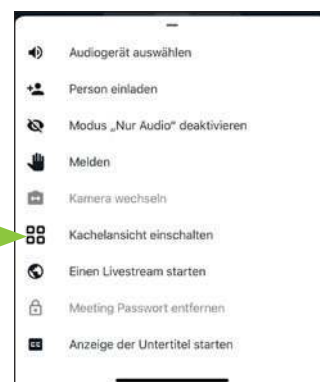 Audiogerät auswählen
Person einladen
Modus „Nur Audio“ deaktivieren
Melden
Kamera wechseln
Kachelansicht einschalten
Einen Livestream starten
Meeting Passwort entfernen
CC Anzeige der Untertitel starten